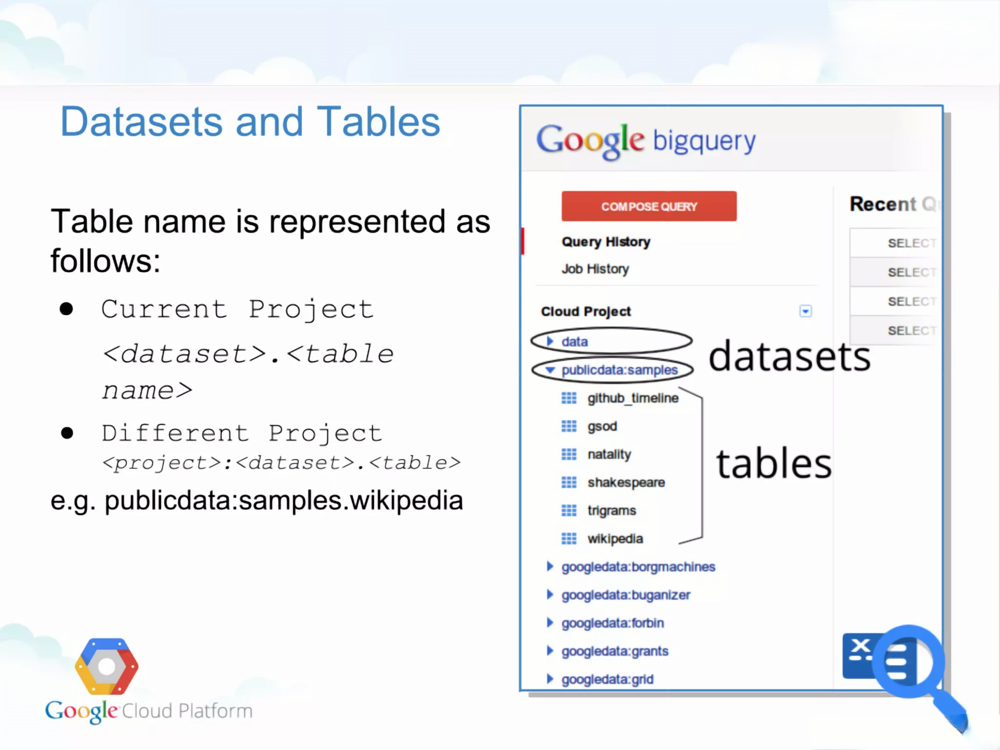 Datasets and Tables
Table name is represented as
follows:
● Current Project
<dataset>.<table
name>
● Different Project
<project>:<dataset>.<table>
e.g. publicdata:samples.wikipedia
Google Cloud Platform
Google bigquery
COMPOSE QUERY
Query History
Job History
Cloud Project
data
publicdata:samples
github_timeline
gsod
natality
shakespeare
trigrams
wikipedia
googledata:borgmachines
googledata:buganizer
googledata:forbin
googledata:grants
googledata:grid
datasets
tables
Recent
SELECT
SELECT
SELECT
SELECT